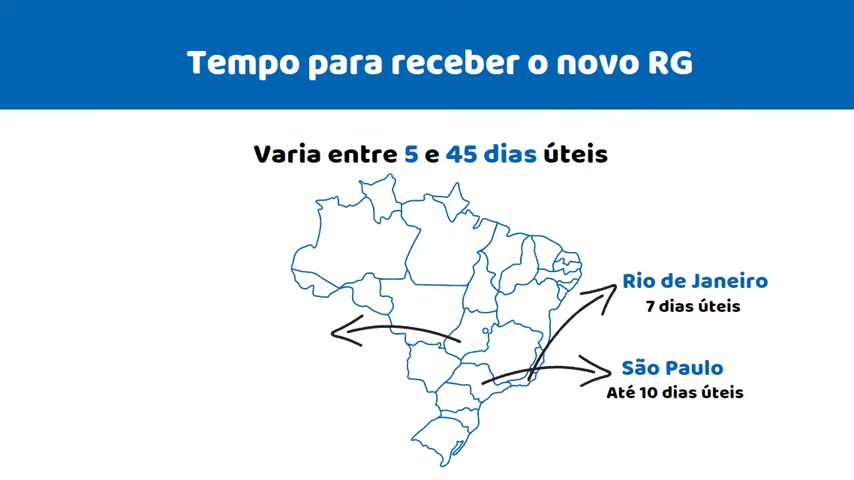 Tempo para receber o novo RG
Varia entre 5 e 45 dias úteis
Rio de Janeiro
7 dias úteis
São Paulo
Até 10 dias úteis